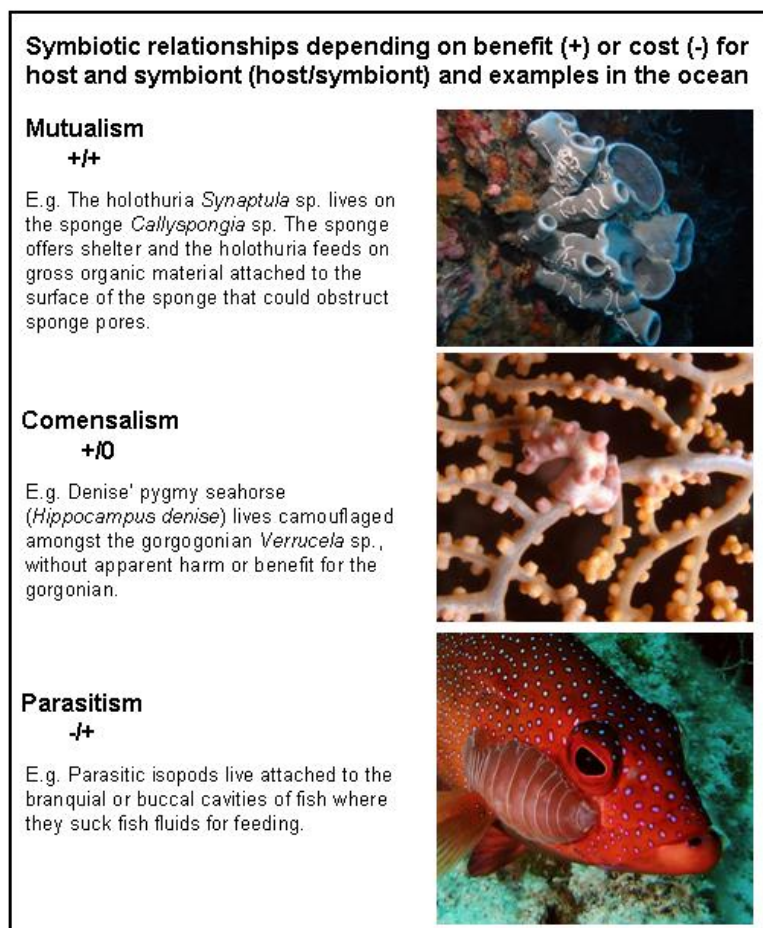 Symbiotic relationships depending on benefit (+) or cost (-) for
host and symbiont (host/symbiont) and examples in the ocean
Mutualism
+/+
E.g. The holothuria Synaptula sp. lives on
the sponge Callyspongia sp. The sponge
offers shelter and the holothuria feeds on
gross organic material attached to the
surface of the sponge that could obstruct
sponge pores.
Comensalism
+/0
E.g. Denise' pygmy seahorse
(Hippocampus denise) lives camouflaged
amongst the gorgogonian Verrucela sp.,
without apparent harm or benefit for the
gorgonian.
Parasitism
-/+
E.g. Parasitic isopods live attached to the
branquial or buccal cavities of fish where
they suck fish fluids for feeding.